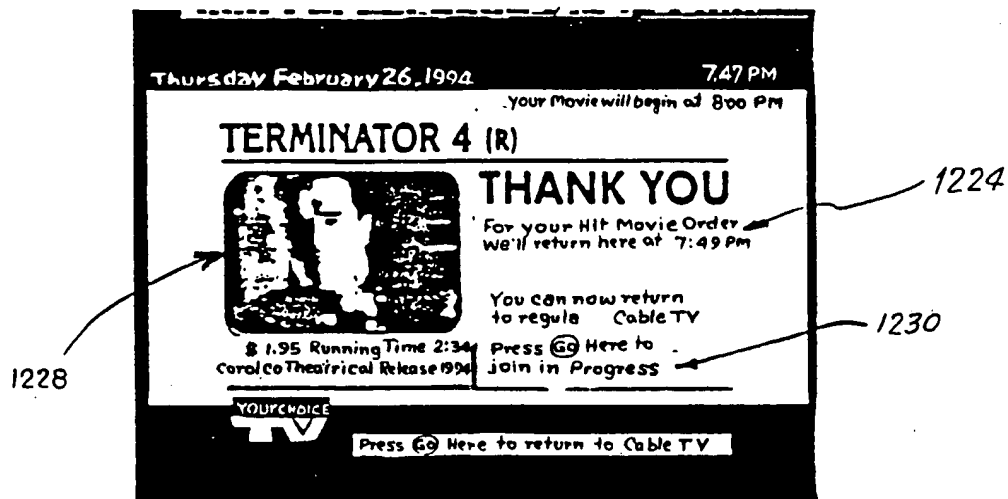 Thursday February 26, 1994
7:47 PM
your Movie will begin at 8:00 PM
TERMINATOR 4 (R)
THANK YOU
1224
For your Hit Movie Order
We'll return here at 7:49 PM
You can now return
to regula Cable TV
1230
Press GO Here to
join in Progress
$ 1.95 Running Time 2:34
Carolco Theatrical Release 1994
1228
YOUR CHOICE
TV
Press GO Here to return to Cable TV